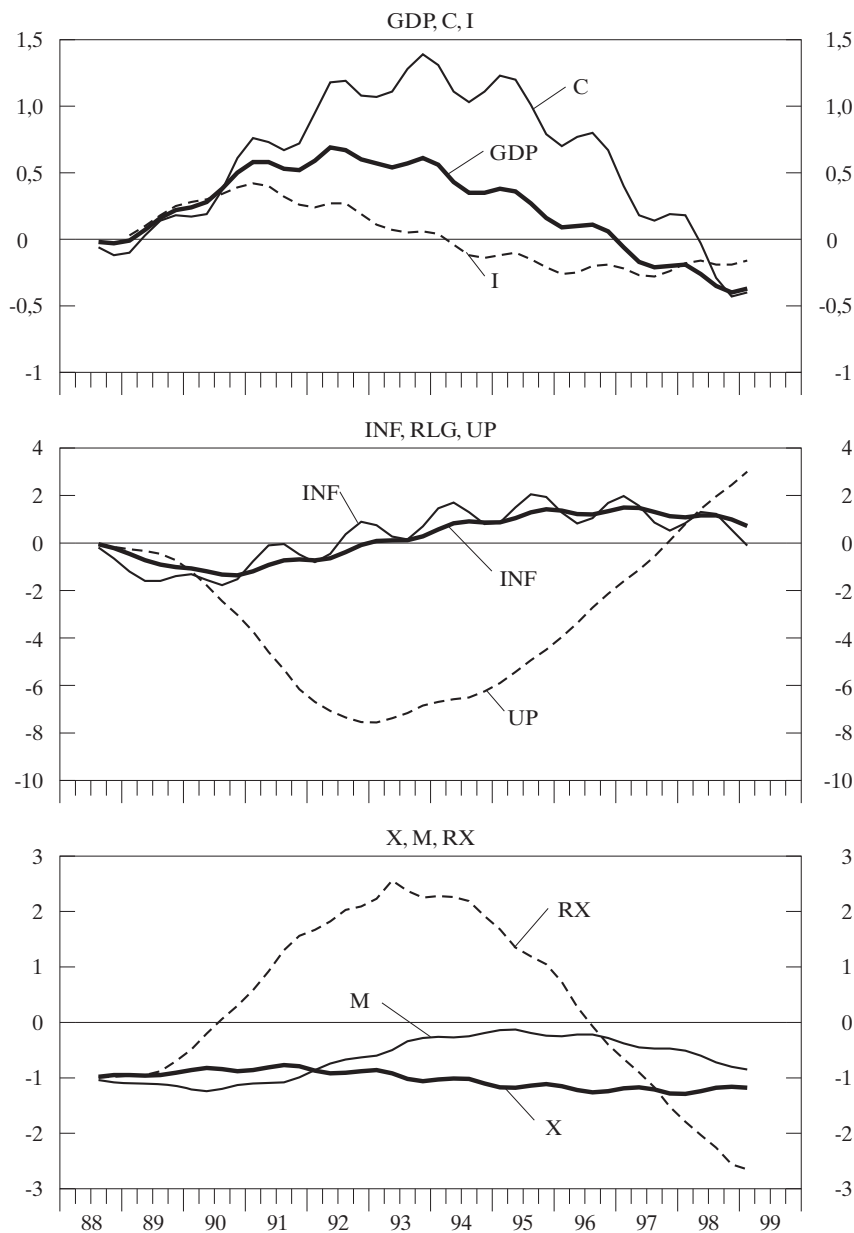 GDP, C, I
1,5 1,5
1,0 C 1,0
GDP
0,5 0,5
0 0
I
-0,5 -0,5
-1 -1
INF, RLG, UP
4 4
INF
2 2
0 0
INF
-2 -2
-4 -4
-6 -6
UP
-8 -8
-10 -10
X, M, RX
3 3
2 RX 2
1 1
M
0 0
-1 -1
X
-2 -2
-3 -3
88 89 90 91 92 93 94 95 96 97 98 99